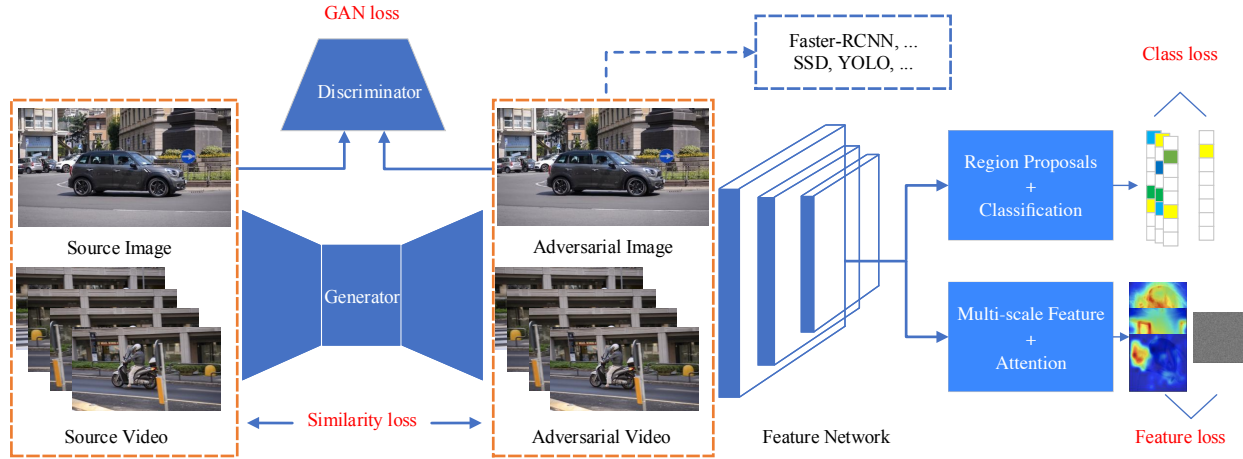 GAN loss
Discriminator
Faster-RCNN, ...
SSD, YOLO, ...
Class loss
Source Image
Adversarial Image
Generator
Region Proposals
+
Classification
Multi-scale Feature
+
Attention
Similarity loss
Source Video
Adversarial Video
Feature Network
Feature loss